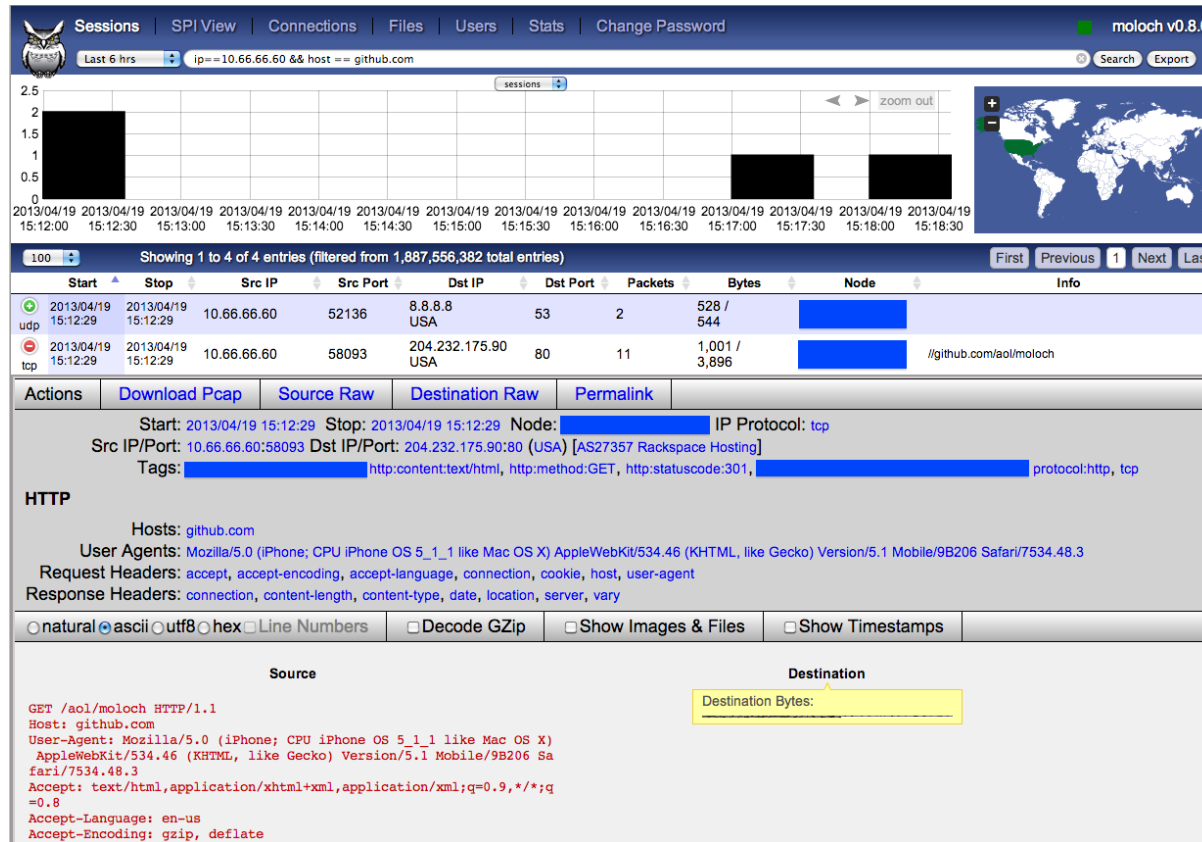 Sessions SPI View Connections Files Users Stats Change Password moloch v0.8.
Last 6 hrs ip==10.66.66.60 && host == github.com Search Export
sessions
zoom out
+
−
2.5
2
1.5
1
0.5
0
2013/04/19 2013/04/19 2013/04/19 2013/04/19 2013/04/19 2013/04/19 2013/04/19 2013/04/19 2013/04/19 2013/04/19 2013/04/19 2013/04/19 2013/04/19 2013/04/19
15:12:00 15:12:30 15:13:00 15:13:30 15:14:00 15:14:30 15:15:00 15:15:30 15:16:00 15:16:30 15:17:00 15:17:30 15:18:00 15:18:30
100 Showing 1 to 4 of 4 entries (filtered from 1,887,556,382 total entries) First Previous 1 Next Las
Start Stop Src IP Src Port Dst IP Dst Port Packets Bytes Node Info
udp 2013/04/19 15:12:29 2013/04/19 15:12:29 10.66.66.60 52136 8.8.8.8 USA 53 2 528 / 544
tcp 2013/04/19 15:12:29 2013/04/19 15:12:29 10.66.66.60 58093 204.232.175.90 USA 80 11 1,001 / 3,896 //github.com/aol/moloch
Actions Download Pcap Source Raw Destination Raw Permalink
Start: 2013/04/19 15:12:29 Stop: 2013/04/19 15:12:29 Node: IP Protocol: tcp
Src IP/Port: 10.66.66.60:58093 Dst IP/Port: 204.232.175.90:80 (USA) [AS27357 Rackspace Hosting]
Tags: http:content:text/html, http:method:GET, http:statuscode:301, protocol:http, tcp
HTTP
Hosts: github.com
User Agents: Mozilla/5.0 (iPhone; CPU iPhone OS 5_1_1 like Mac OS X) AppleWebKit/534.46 (KHTML, like Gecko) Version/5.1 Mobile/9B206 Safari/7534.48.3
Request Headers: accept, accept-encoding, accept-language, connection, cookie, host, user-agent
Response Headers: connection, content-length, content-type, date, location, server, vary
natural ascii utf8 hex Line Numbers Decode GZip Show Images & Files Show Timestamps
Source Destination
Destination Bytes:
GET /aol/moloch HTTP/1.1
Host: github.com
User-Agent: Mozilla/5.0 (iPhone; CPU iPhone OS 5_1_1 like Mac OS X)
AppleWebKit/534.46 (KHTML, like Gecko) Version/5.1 Mobile/9B206 Sa
fari/7534.48.3
Accept: text/html,application/xhtml+xml,application/xml;q=0.9,*/*;q
=0.8
Accept-Language: en-us
Accept-Encoding: gzip, deflate